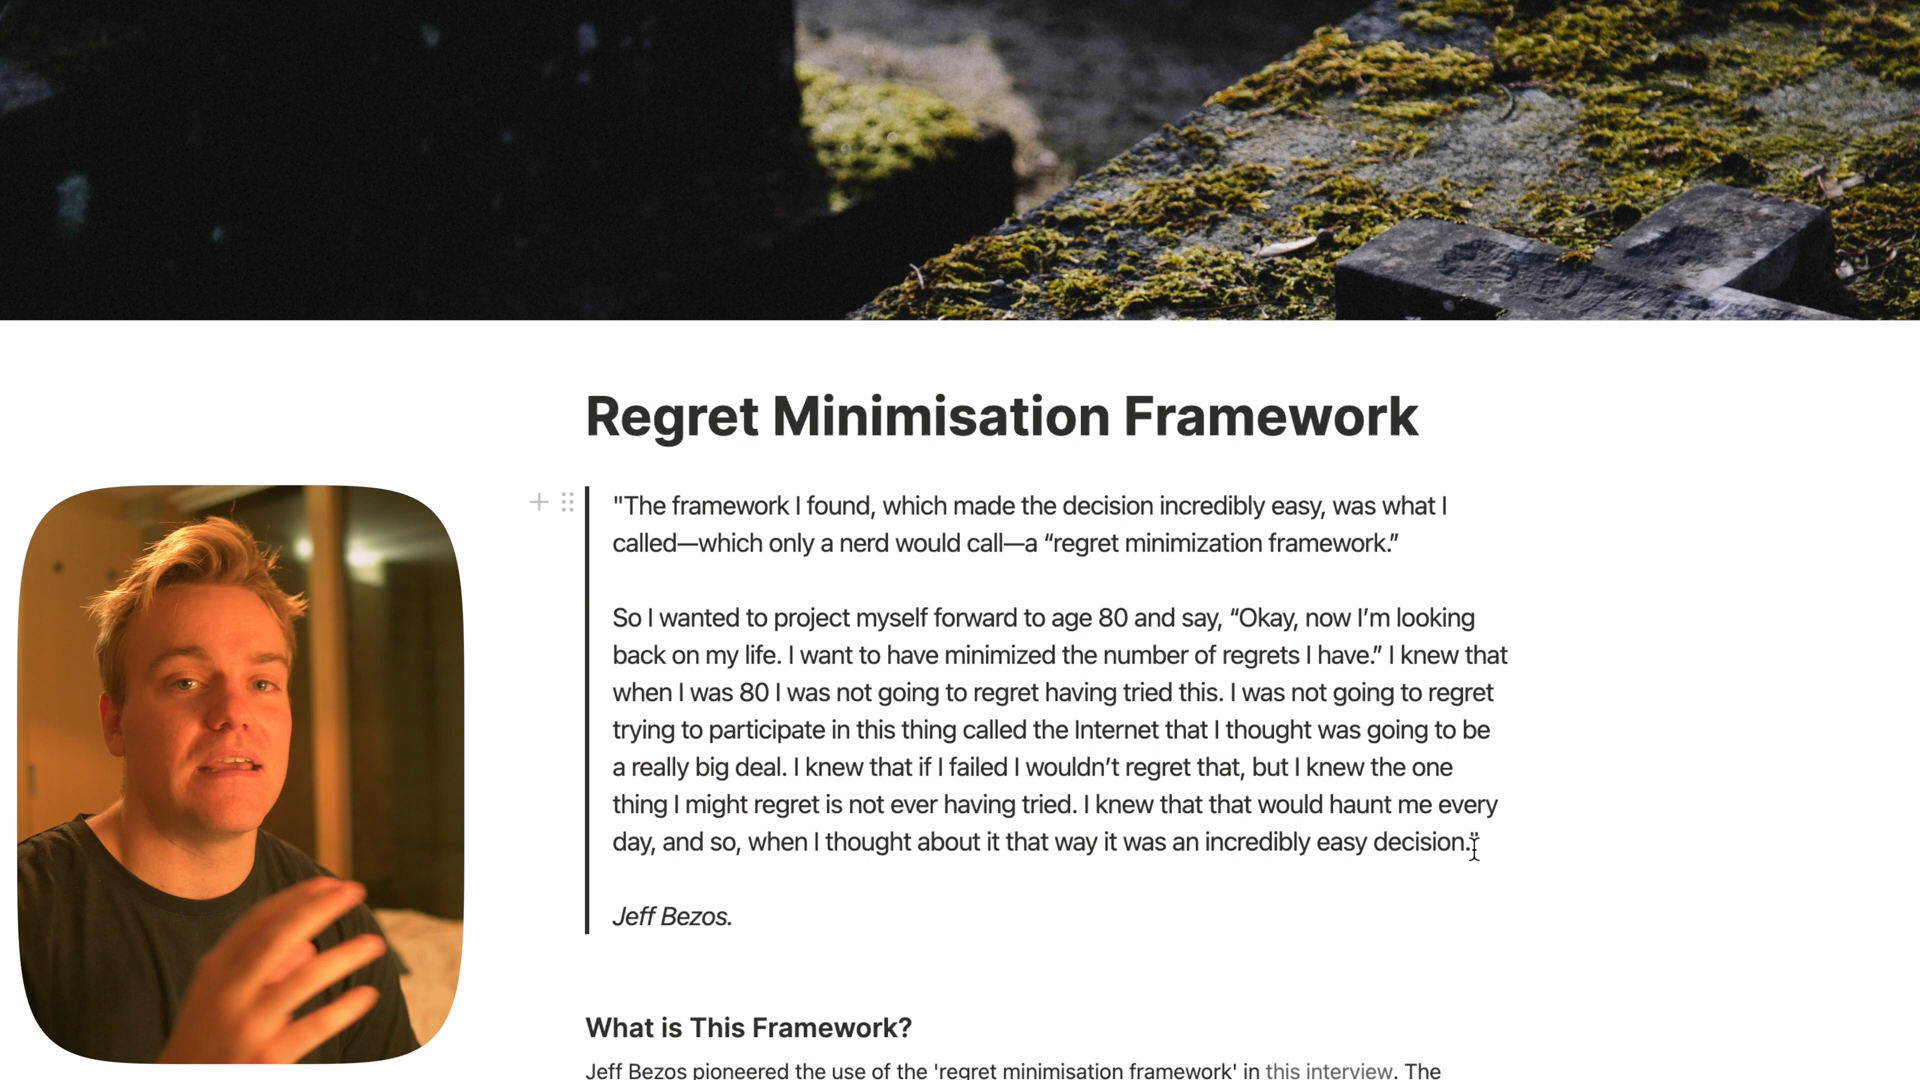 Regret Minimisation Framework
"The framework I found, which made the decision incredibly easy, was what I
called—which only a nerd would call—a “regret minimization framework.”
So I wanted to project myself forward to age 80 and say, “Okay, now I’m looking
back on my life. I want to have minimized the number of regrets I have.” I knew that
when I was 80 I was not going to regret having tried this. I was not going to regret
trying to participate in this thing called the Internet that I thought was going to be
a really big deal. I knew that if I failed I wouldn’t regret that, but I knew the one
thing I might regret is not ever having tried. I knew that that would haunt me every
day, and so, when I thought about it that way it was an incredibly easy decision."
Jeff Bezos.
What is This Framework?
Jeff Bezos pioneered the use of the 'regret minimisation framework' in this interview. The